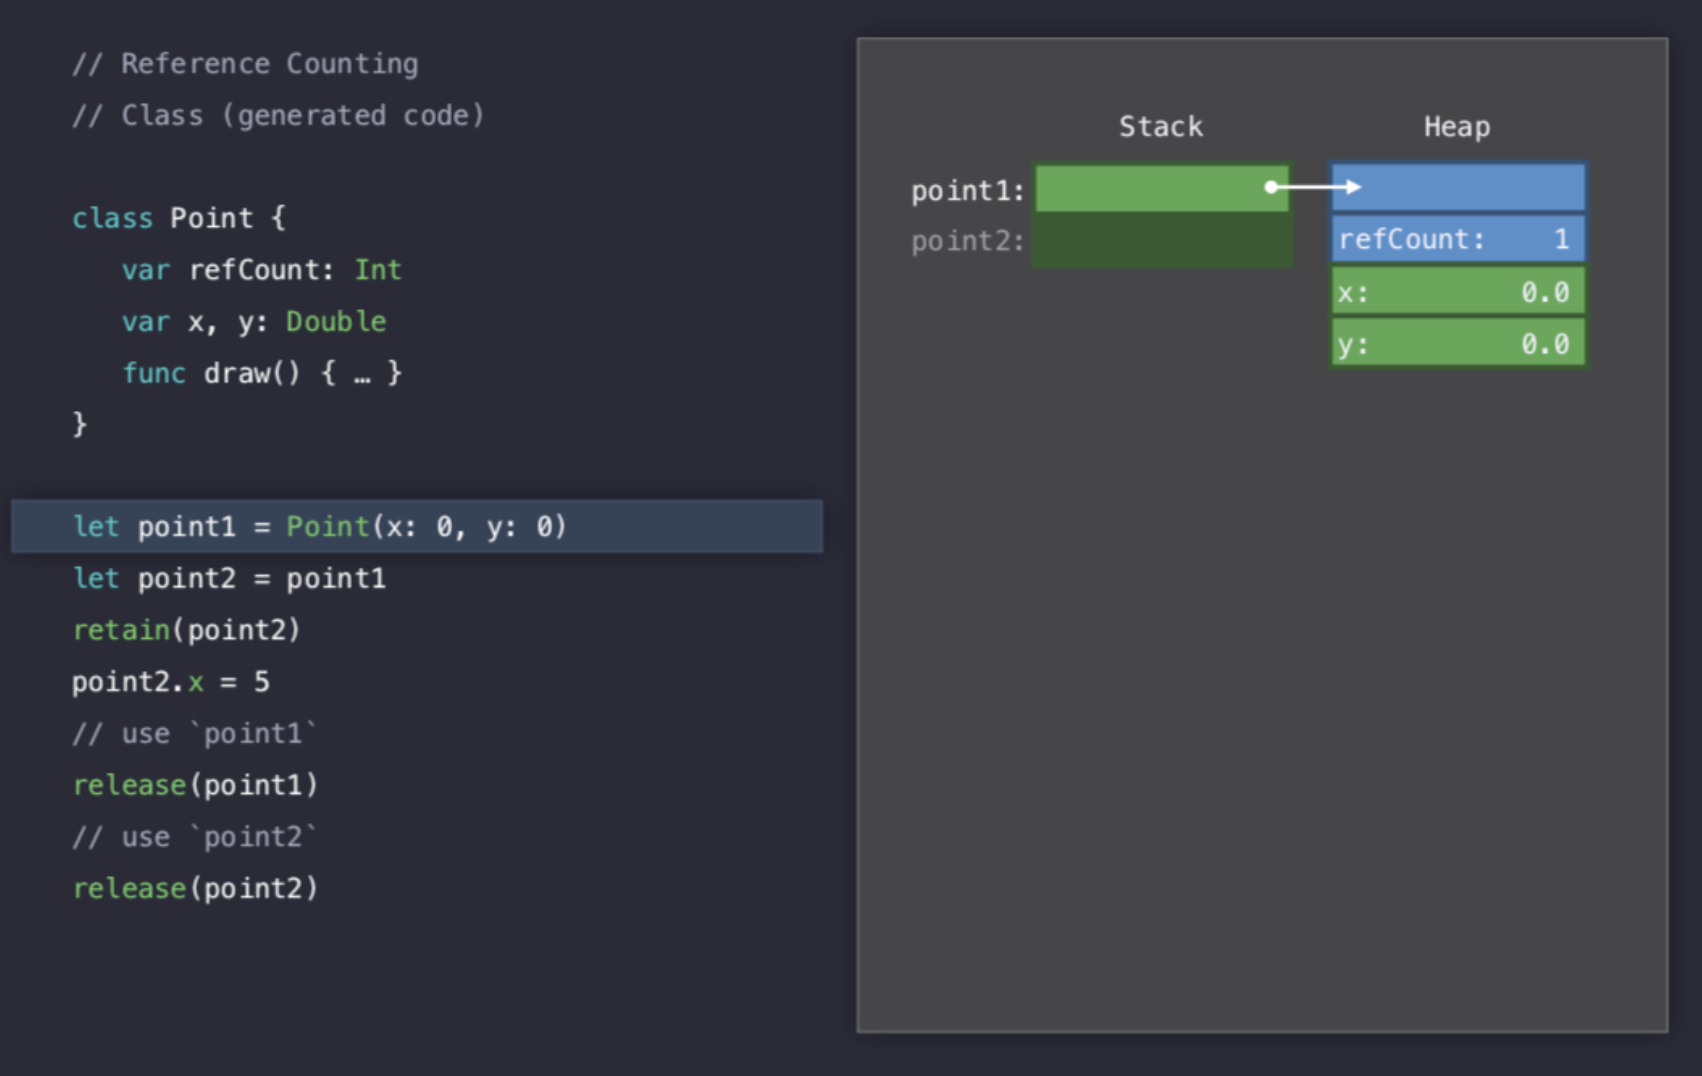 // Reference Counting
// Class (generated code)
class Point {
var refCount: Int
var x, y: Double
func draw() { … }
}
let point1 = Point(x: 0, y: 0)
let point2 = point1
retain(point2)
point2.x = 5
// use `point1`
release(point1)
// use `point2`
release(point2)
Stack Heap
point1:
point2:
refCount: 1
x: 0.0
y: 0.0